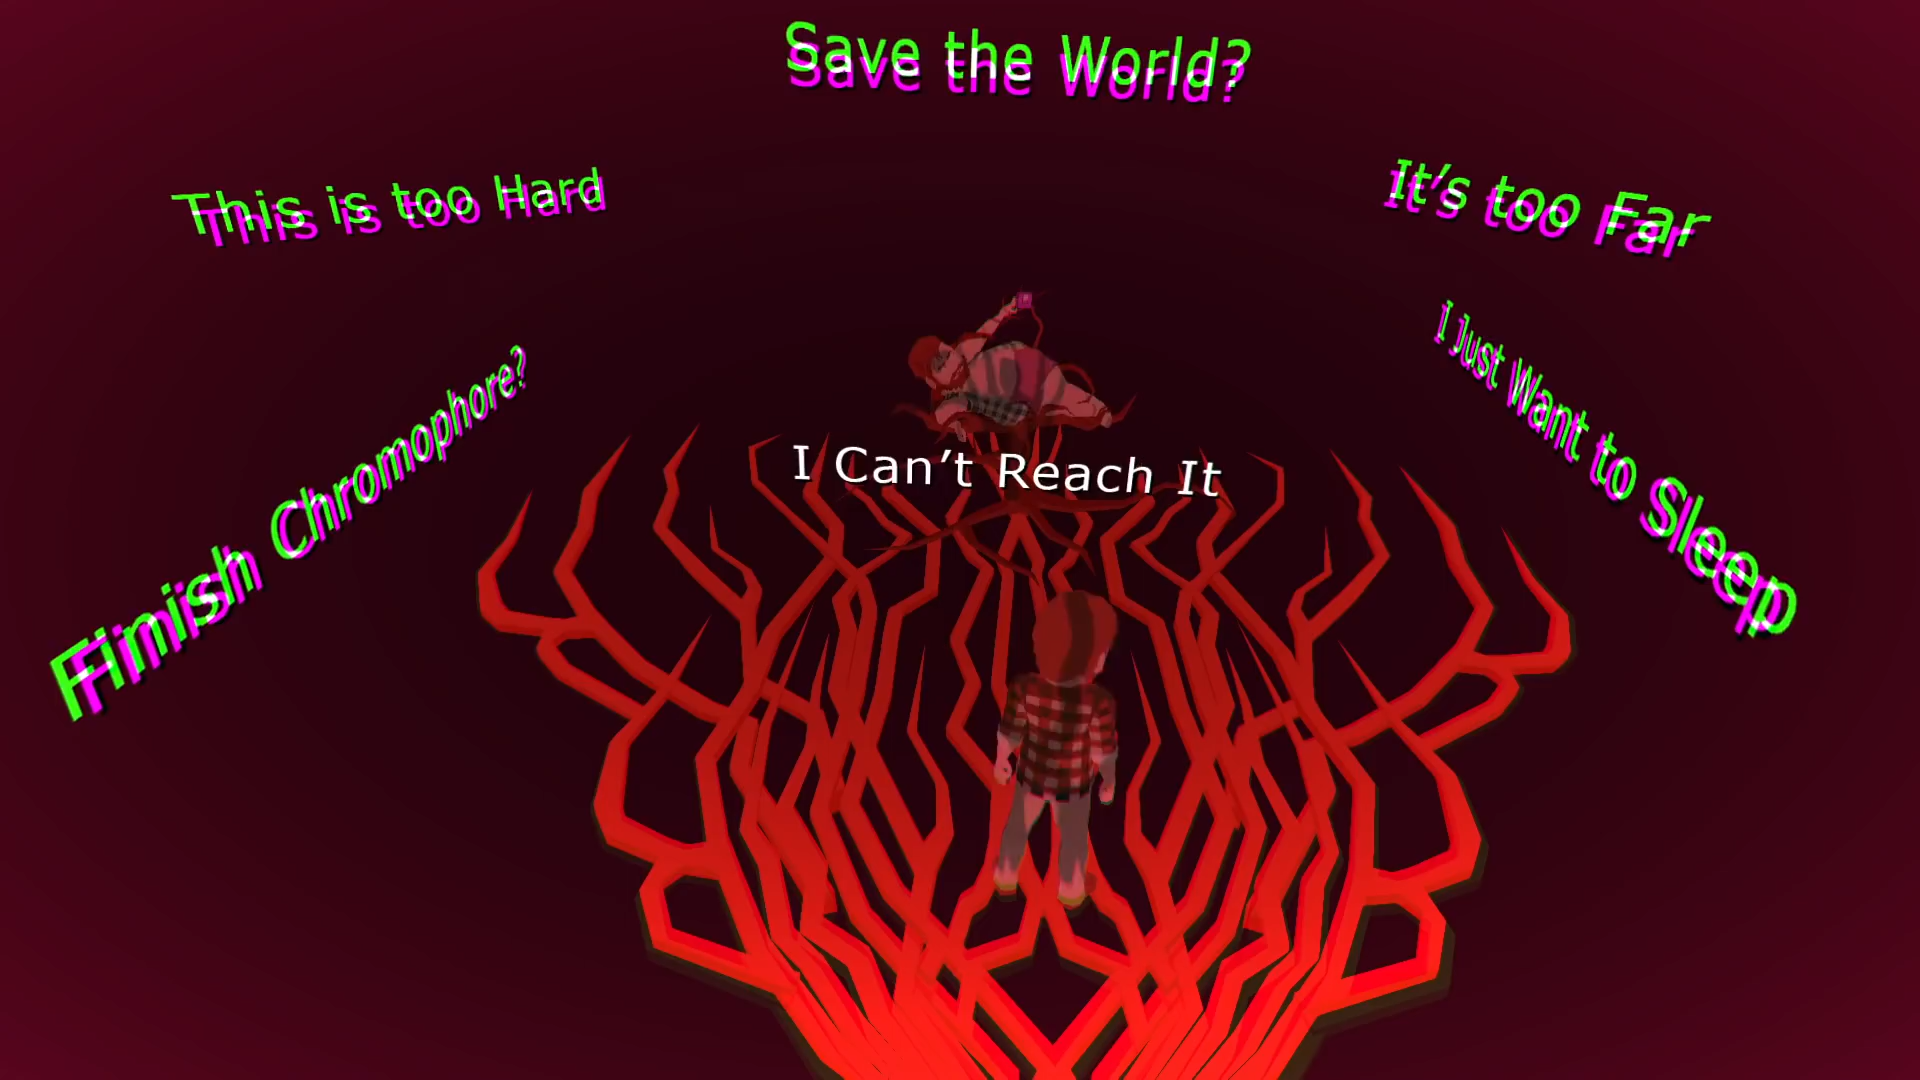 Save the World?
This is too Hard
It's too Far
I Just Want to Sleep
Finish Chromophore?
I Can't Reach It